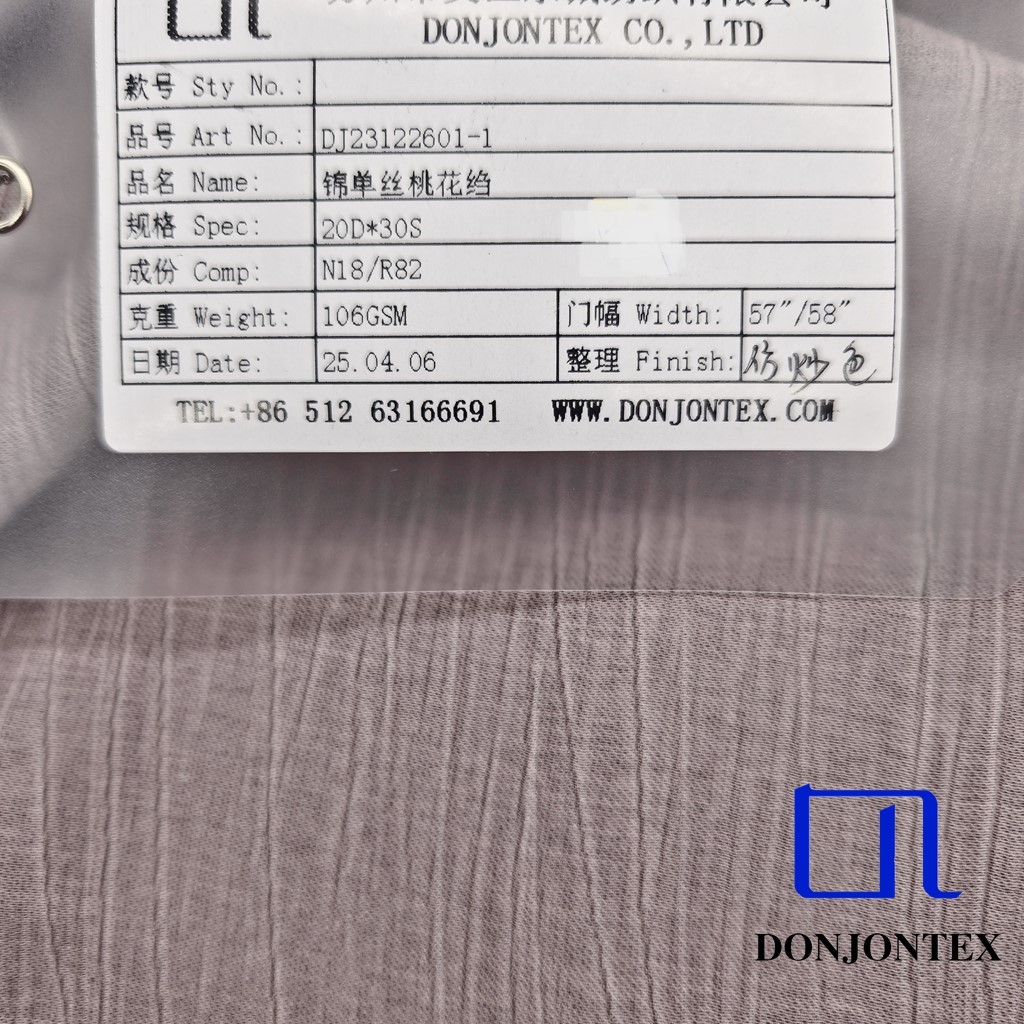 DONJONTEX CO.,LTD
款号 Sty No.:
品号 Art No.: DJ23122601-1
品名 Name: 锦单丝桃花绉
规格 Spec: 20D*30S
成份 Comp: N18/R82
克重 Weight: 106GSM 门幅 Width: 57"/58"
日期 Date: 25.04.06 整理 Finish: 仿炒色
TEL:+86 512 63166691 WWW.DONJONTEX.COM
DONJONTEX